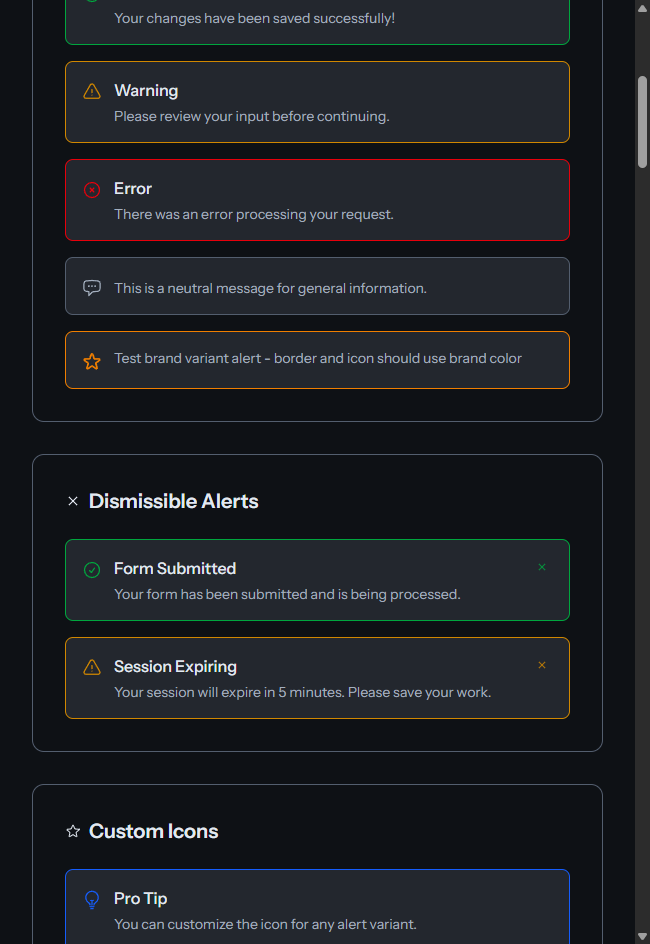 Your changes have been saved successfully!
Warning
Please review your input before continuing.
Error
There was an error processing your request.
This is a neutral message for general information.
Test brand variant alert - border and icon should use brand color
Dismissible Alerts
Form Submitted
Your form has been submitted and is being processed.
Session Expiring
Your session will expire in 5 minutes. Please save your work.
Custom Icons
Pro Tip
You can customize the icon for any alert variant.